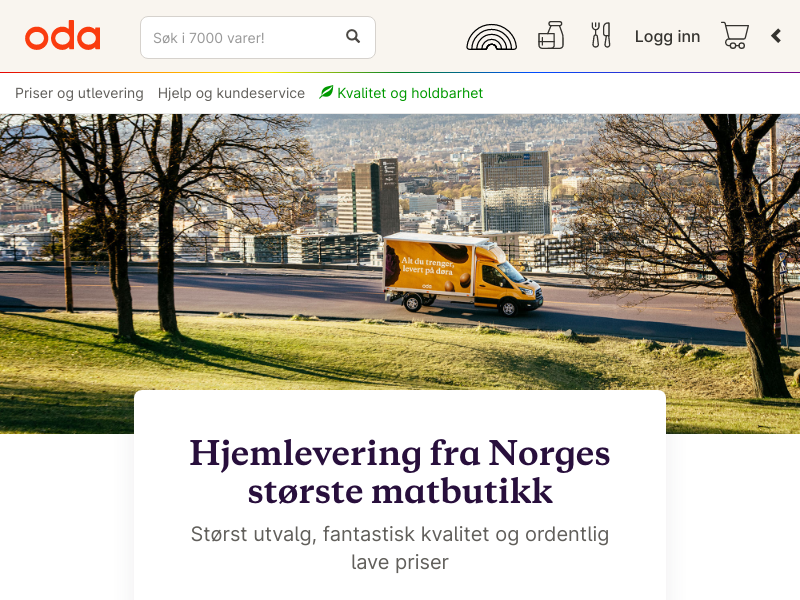 oda
Søk i 7000 varer!
Logg inn
Priser og utlevering
Hjelp og kundeservice
Kvalitet og holdbarhet
Alt du trenger,
levert på døra
oda
Hjemlevering fra Norges
største matbutikk
Størst utvalg, fantastisk kvalitet og ordentlig
lave priser